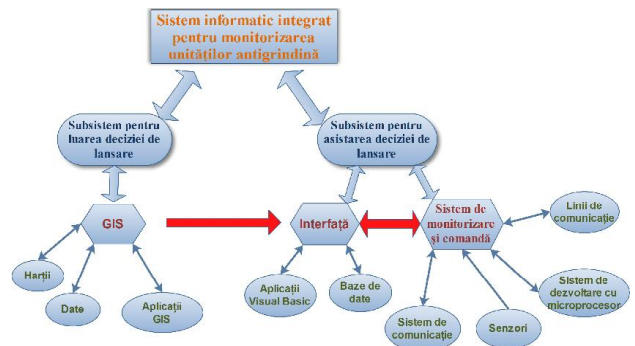 Sistem informatic integrat
pentru monitorizarea
unităților antigrindină
Subsistem pentru
luarea deciziei de
lansare
Subsistem pentru
asistarea deciziei de
lansare
GIS
Interfață
Sistem de
monitorizare
și comandă
Linii de
comunicație
Harții
Date
Aplicații
GIS
Aplicații
Visual Basic
Baze de
date
Sistem de
comunicație
Senzori
Sistem de
dezvoltare cu
microprocesor